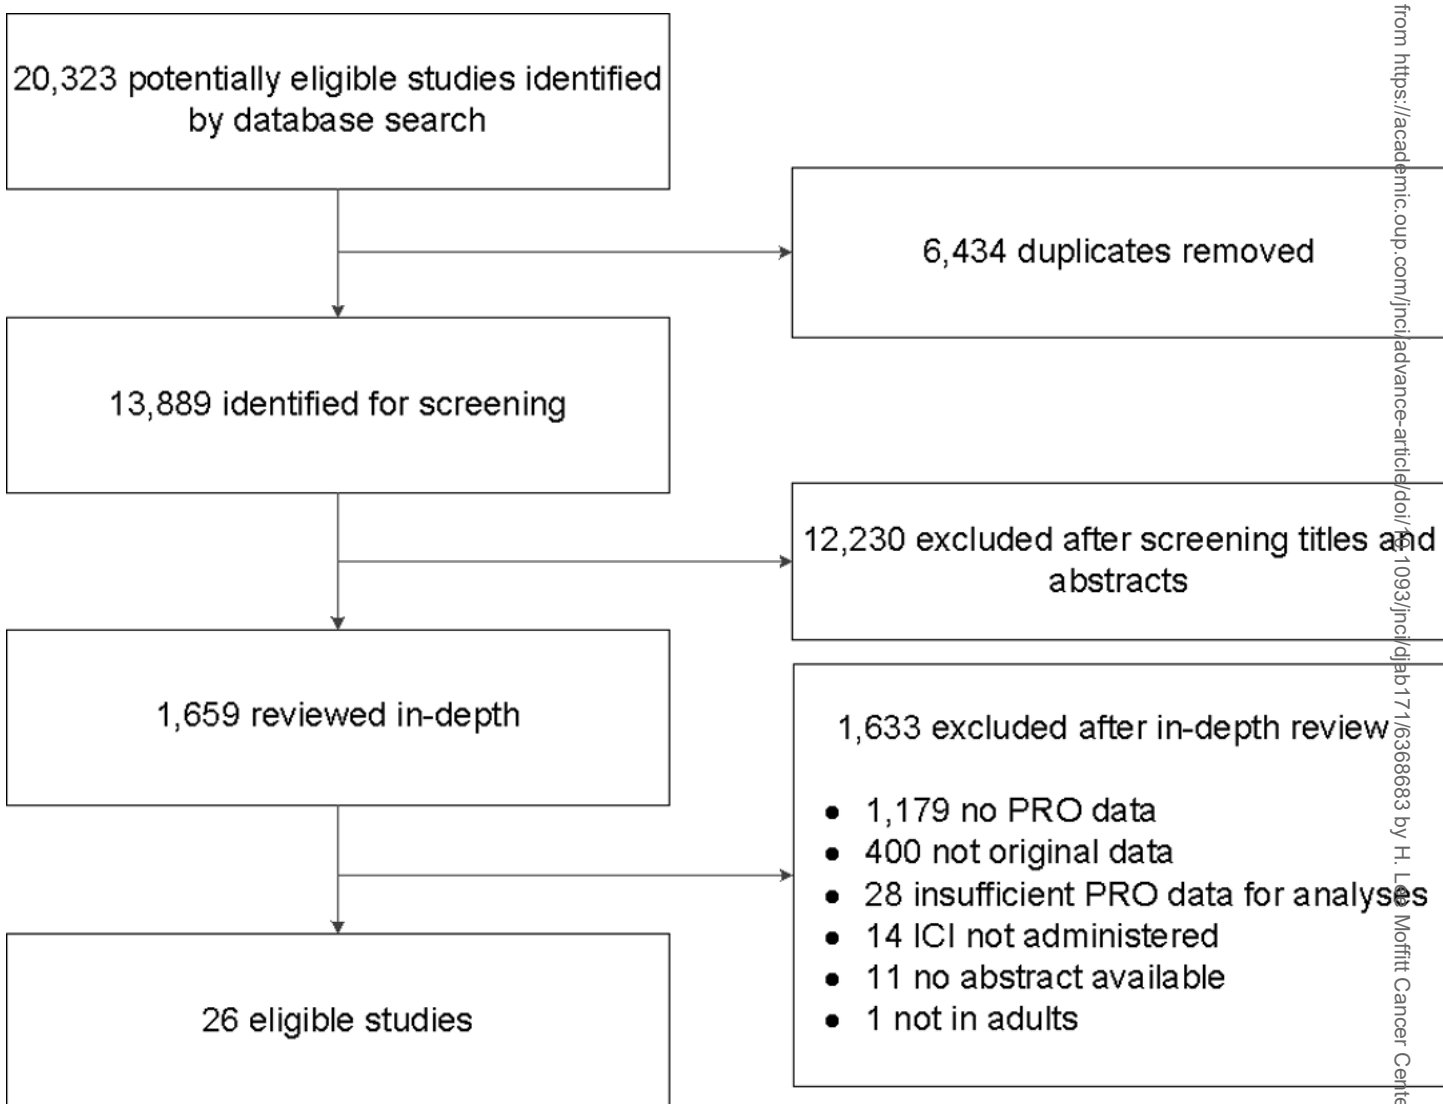 20,323 potentially eligible studies identified
by database search
6,434 duplicates removed
13,889 identified for screening
12,230 excluded after screening titles and
abstracts
1,659 reviewed in-depth
1,633 excluded after in-depth review
• 1,179 no PRO data
• 400 not original data
• 28 insufficient PRO data for analyses
• 14 ICI not administered
• 11 no abstract available
• 1 not in adults
26 eligible studies
from https://academic.oup.com/jnci/advance-article/doi/10.1093/jnci/djab171/6368683 by H. Lee Moffitt Cancer Cente